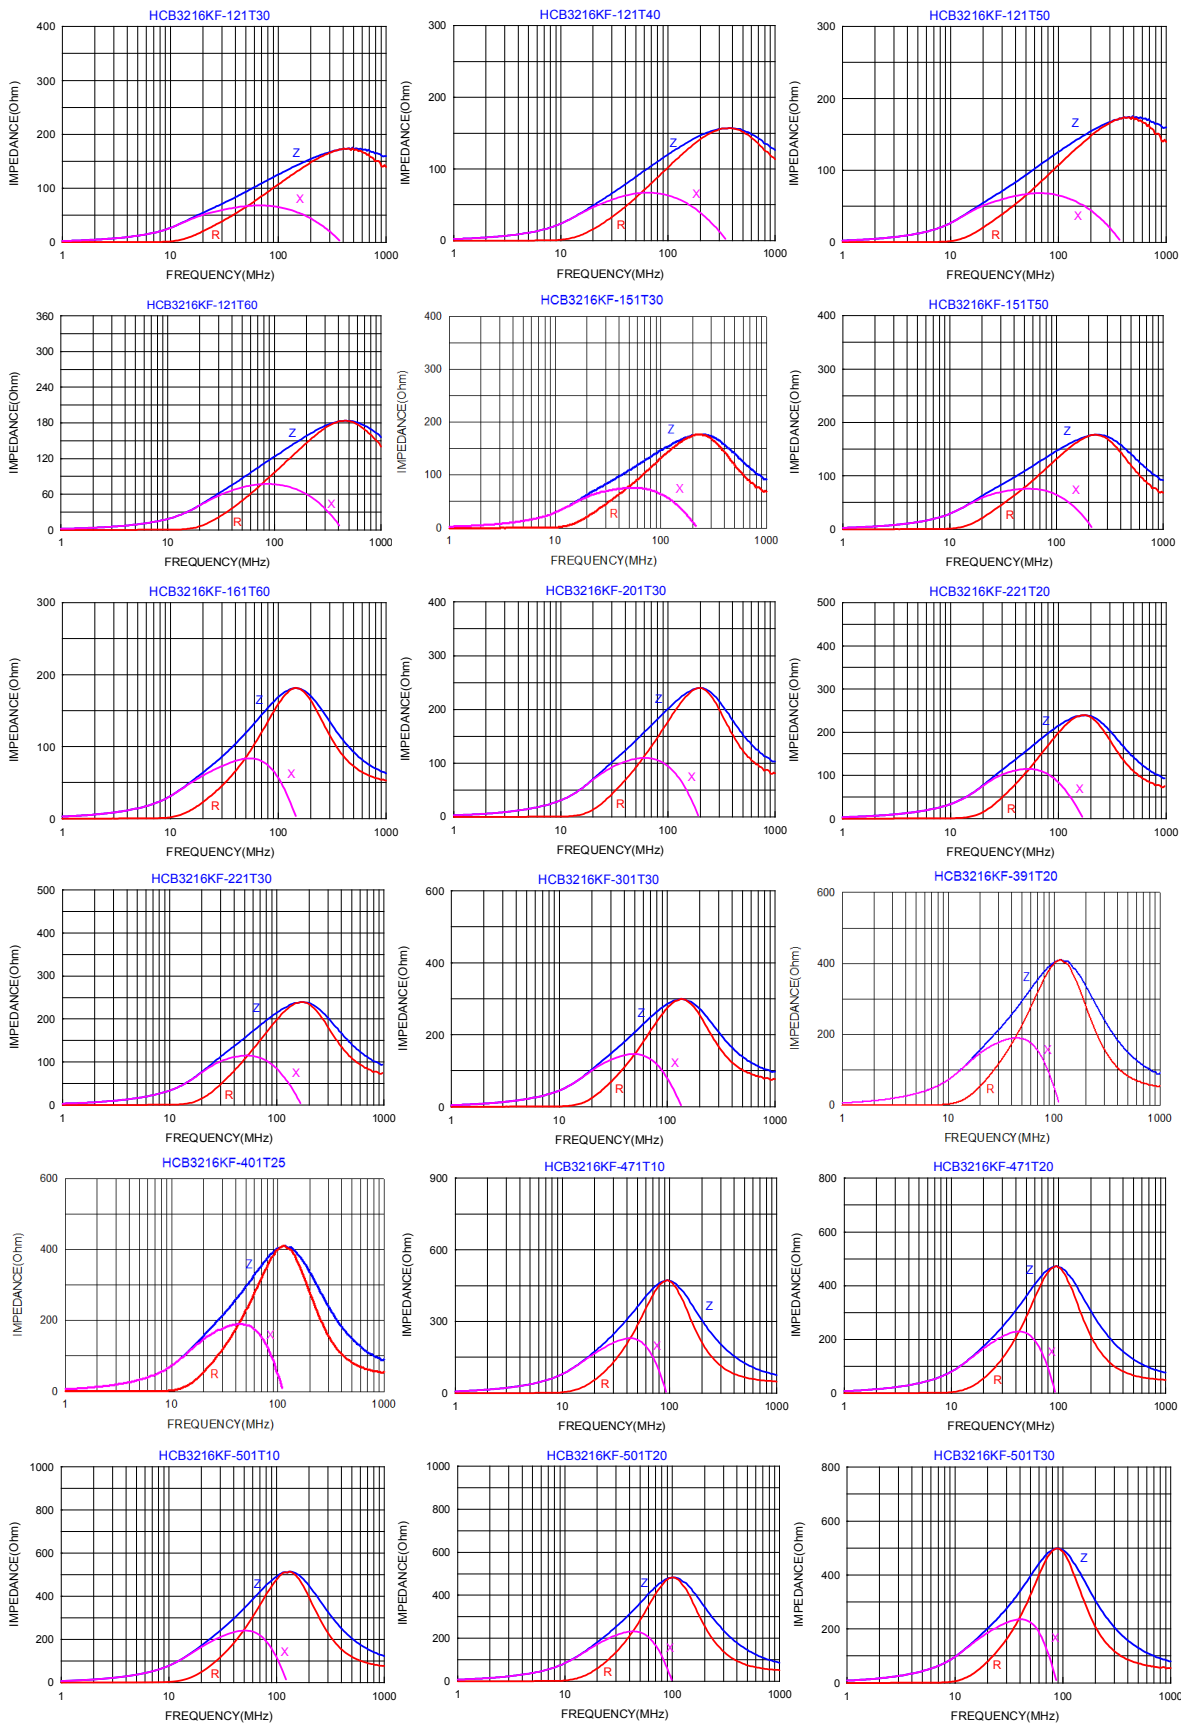 HCB3216KF-121T30
400
300
200
100
0
IMPEDANCE(Ohm)
Z
X
R
1
10
100
1000
FREQUENCY(MHz)
HCB3216KF-121T40
300
200
100
0
IMPEDANCE(Ohm)
Z
X
R
1
10
100
1000
FREQUENCY(MHz)
HCB3216KF-121T50
300
200
100
0
IMPEDANCE(Ohm)
Z
X
R
1
10
100
1000
FREQUENCY(MHz)
HCB3216KF-121T60
360
300
240
180
120
60
0
IMPEDANCE(Ohm)
Z
X
R
1
10
100
1000
FREQUENCY(MHz)
HCB3216KF-151T30
400
300
200
100
0
IMPEDANCE(Ohm)
Z
X
R
1
10
100
1000
FREQUENCY(MHz)
HCB3216KF-151T50
400
300
200
100
0
IMPEDANCE(Ohm)
Z
X
R
1
10
100
1000
FREQUENCY(MHz)
HCB3216KF-161T60
300
200
100
0
IMPEDANCE(Ohm)
Z
X
R
1
10
100
1000
FREQUENCY(MHz)
HCB3216KF-201T30
400
300
200
100
0
IMPEDANCE(Ohm)
Z
X
R
1
10
100
1000
FREQUENCY(MHz)
HCB3216KF-221T20
500
400
300
200
100
0
IMPEDANCE(Ohm)
Z
X
R
1
10
100
1000
FREQUENCY(MHz)
HCB3216KF-221T30
500
400
300
200
100
0
IMPEDANCE(Ohm)
Z
X
R
1
10
100
1000
FREQUENCY(MHz)
HCB3216KF-301T30
600
400
200
0
IMPEDANCE(Ohm)
Z
X
R
1
10
100
1000
FREQUENCY(MHz)
HCB3216KF-391T20
600
400
200
0
IMPEDANCE(Ohm)
Z
X
R
1
10
100
1000
FREQUENCY(MHz)
HCB3216KF-401T25
600
400
200
0
IMPEDANCE(Ohm)
Z
X
R
1
10
100
1000
FREQUENCY(MHz)
HCB3216KF-471T10
900
600
300
0
IMPEDANCE(Ohm)
Z
X
R
1
10
100
1000
FREQUENCY(MHz)
HCB3216KF-471T20
800
600
400
200
0
IMPEDANCE(Ohm)
Z
X
R
1
10
100
1000
FREQUENCY(MHz)
HCB3216KF-501T10
1000
800
600
400
200
0
IMPEDANCE(Ohm)
Z
X
R
1
10
100
1000
FREQUENCY(MHz)
HCB3216KF-501T20
1000
800
600
400
200
0
IMPEDANCE(Ohm)
Z
X
R
1
10
100
1000
FREQUENCY(MHz)
HCB3216KF-501T30
800
600
400
200
0
IMPEDANCE(Ohm)
Z
X
R
1
10
100
1000
FREQUENCY(MHz)